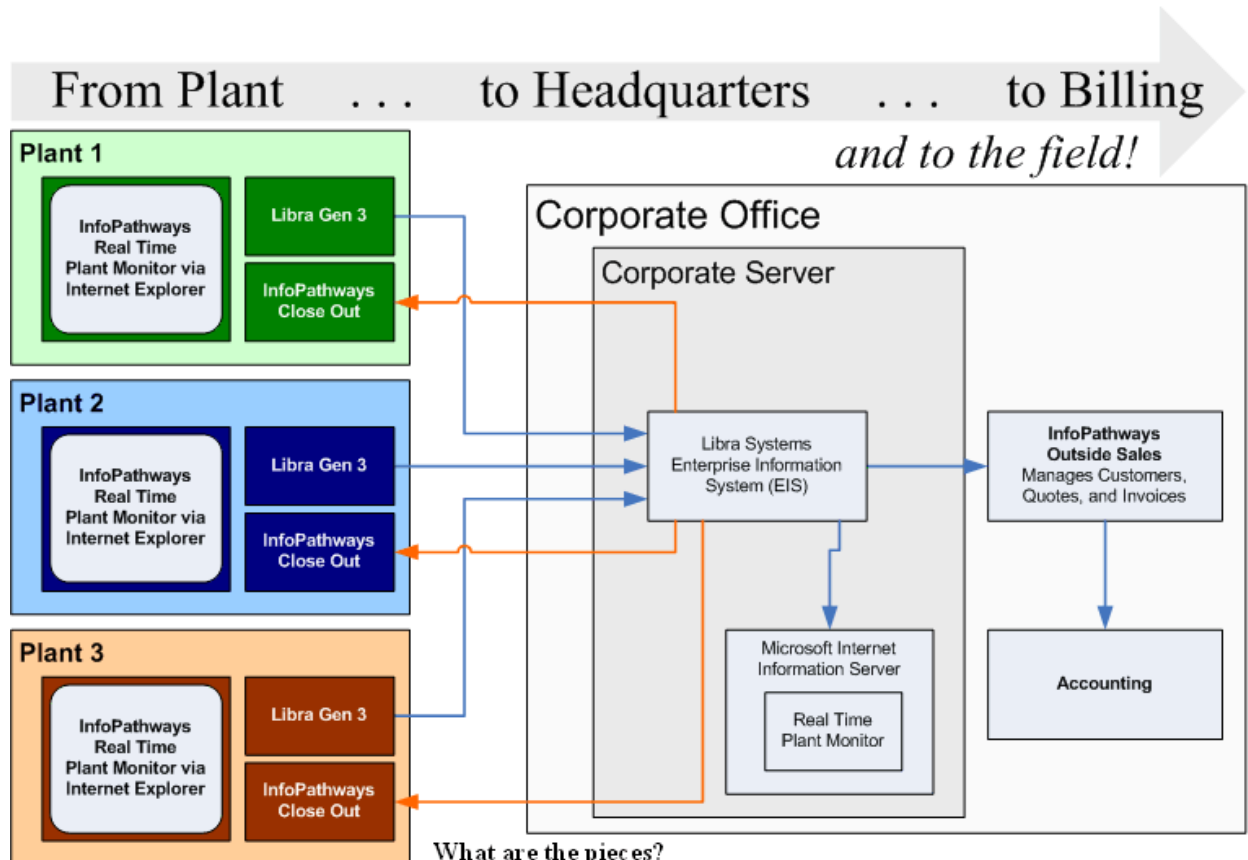 From Plant . . . to Headquarters . . . to Billing
and to the field!
Plant 1
InfoPathways
Real Time
Plant Monitor via
Internet Explorer
Libra Gen 3
InfoPathways
Close Out
Plant 2
InfoPathways
Real Time
Plant Monitor via
Internet Explorer
Libra Gen 3
InfoPathways
Close Out
Plant 3
InfoPathways
Real Time
Plant Monitor via
Internet Explorer
Libra Gen 3
InfoPathways
Close Out
Corporate Office
Corporate Server
Libra Systems
Enterprise Information
System (EIS)
Microsoft Internet
Information Server
Real Time
Plant Monitor
InfoPathways
Outside Sales
Manages Customers,
Quotes, and Invoices
Accounting
What are the pieces?